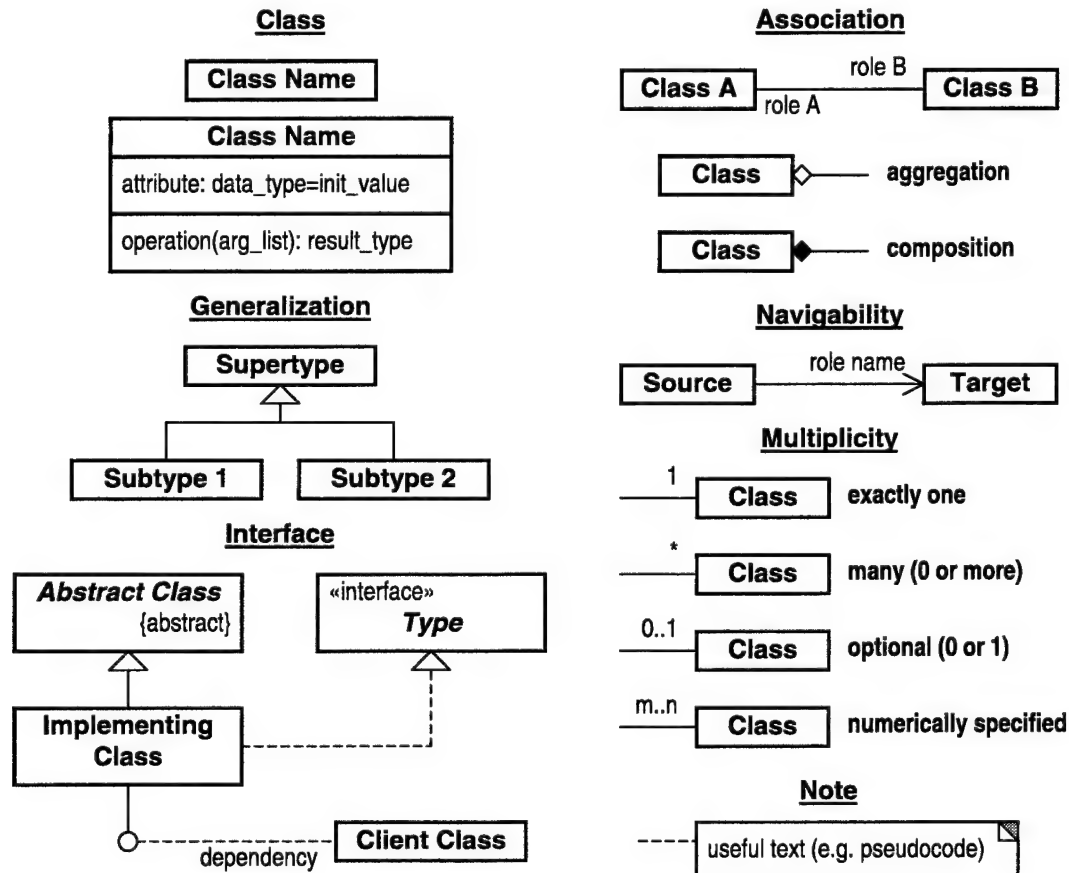 Class
Class Name
Class Name
attribute: data_type=init_value
operation(arg_list): result_type
Generalization
Supertype
Subtype 1
Subtype 2
Interface
Abstract Class
{abstract}
«interface»
Type
Implementing
Class
dependency
Client Class
Association
Class A
role B
role A
Class B
Class
aggregation
Class
composition
Navigability
Source
role name
Target
Multiplicity
1
Class
exactly one
*
Class
many (0 or more)
0..1
Class
optional (0 or 1)
m..n
Class
numerically specified
Note
useful text (e.g. pseudocode)